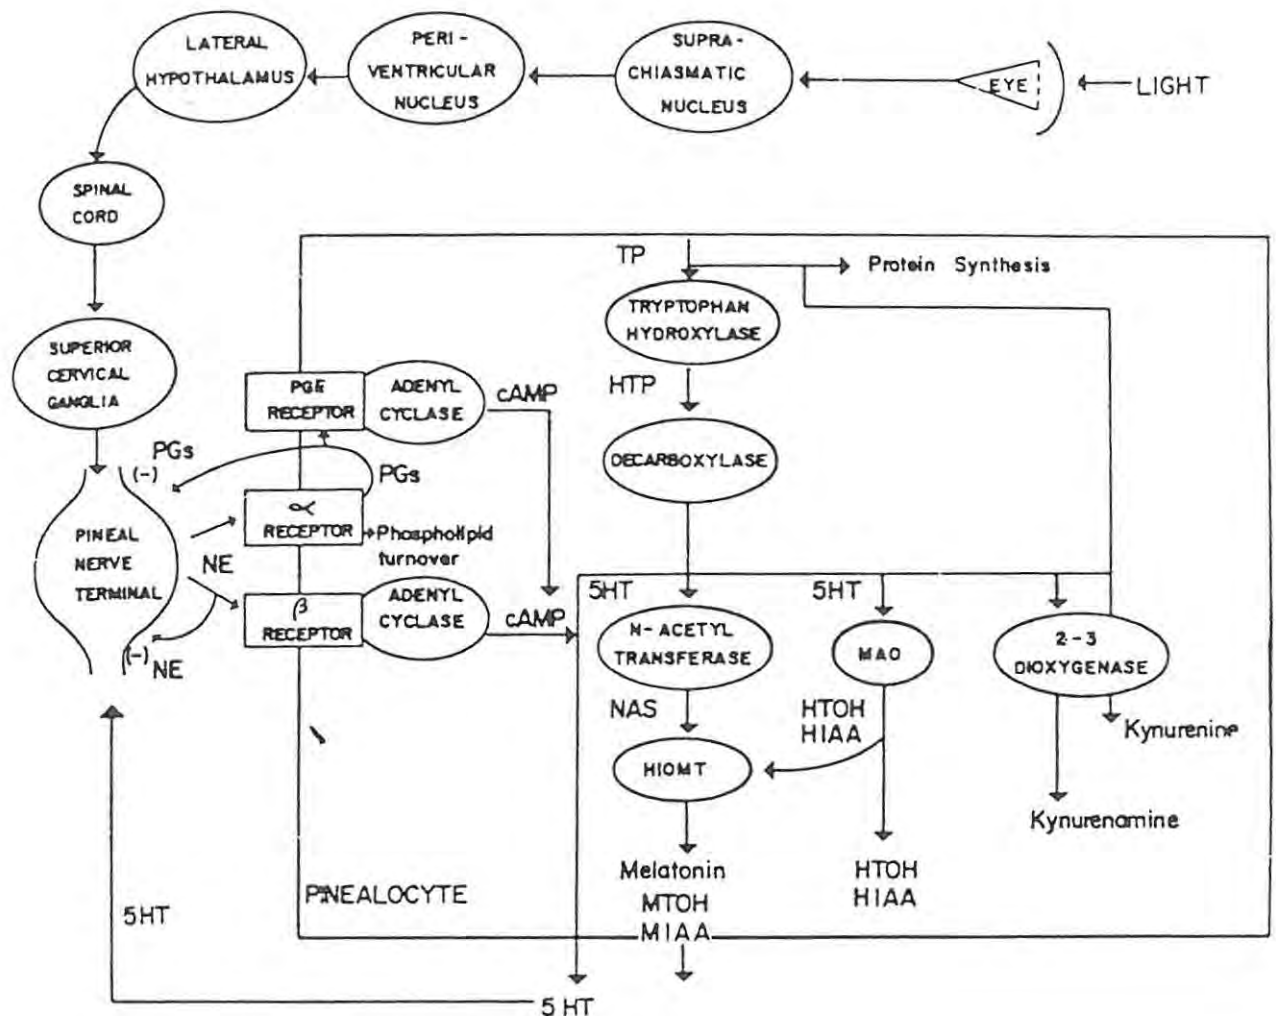 LATERAL
HYPOTHALAMUS
PERI-
VENTRICULAR
NUCLEUS
SUPRA-
CHIASMATIC
NUCLEUS
EYE
LIGHT
SPINAL
CORD
SUPERIOR
CERVICAL
GANGLIA
PGs
(-)
PINEAL
NERVE
TERMINAL
NE
(-)
NE
5HT
PGE
RECEPTOR
ADENYL
CYCLASE
cAMP
PGs
α
RECEPTOR
Phospholipid
turnover
β
RECEPTOR
ADENYL
CYCLASE
cAMP
PINEALOCYTE
TP
Protein Synthesis
TRYPTOPHAN
HYDROXYLASE
HTP
DECARBOXYLASE
5HT
N-ACETYL
TRANSFERASE
NAS
HIOMT
Melatonin
MTOH
MIAA
5HT
MAO
HTOH
HIAA
HTOH
HIAA
2-3
DIOXYGENASE
Kynurenine
Kynurenamine
5HT